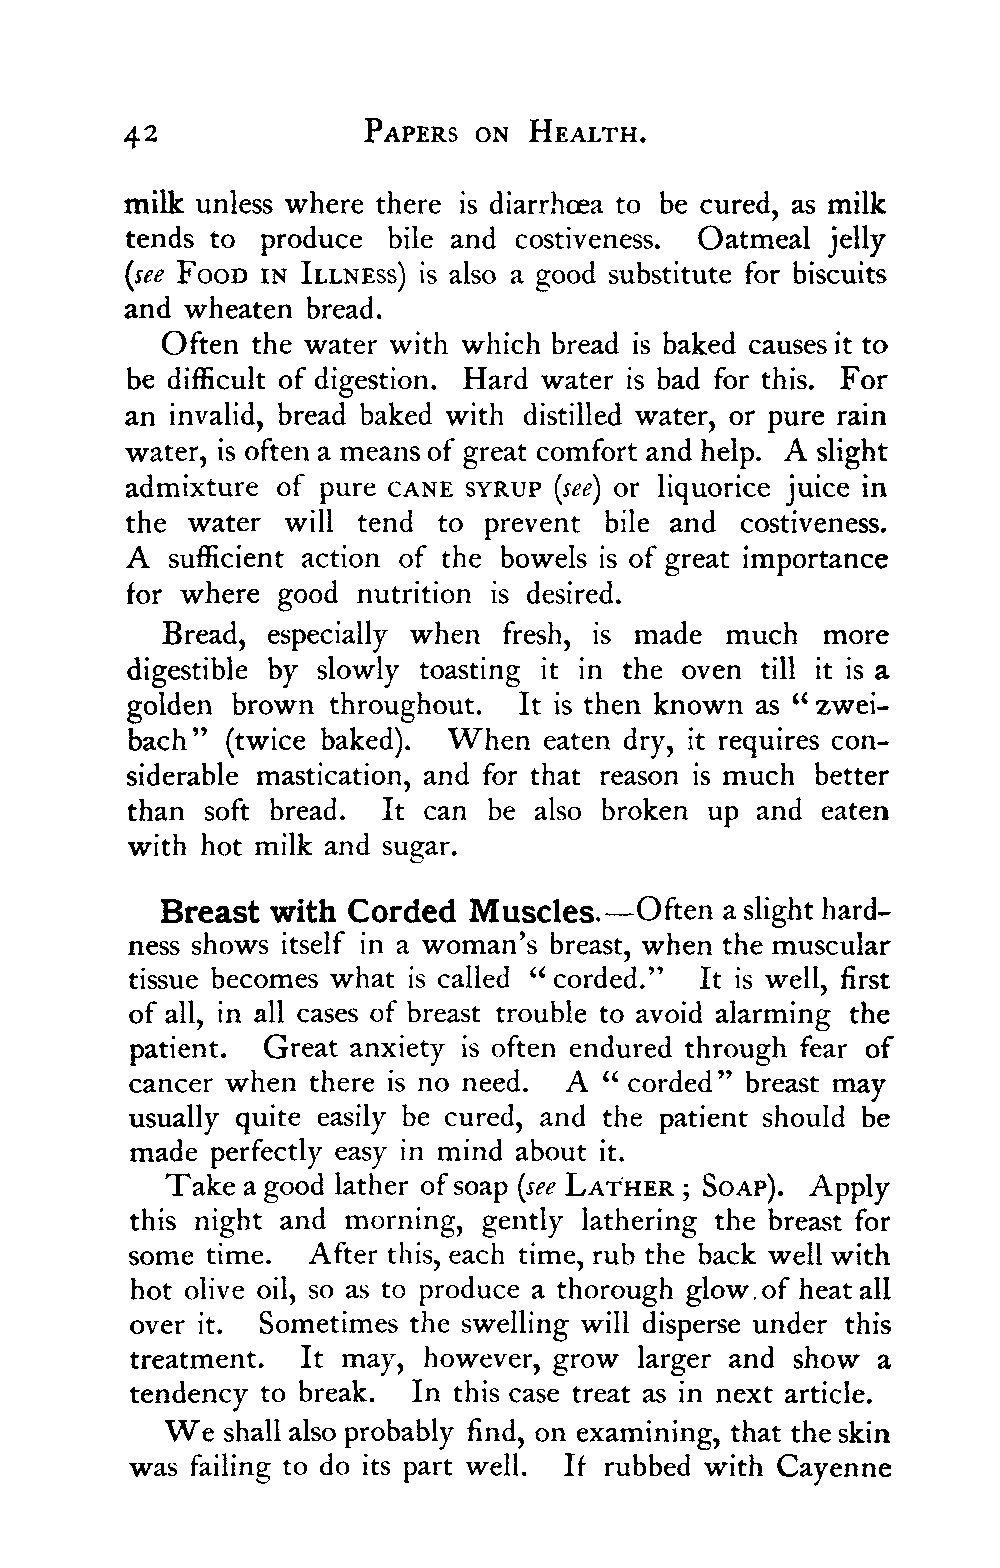 42 PAPERS ON HEALTH.
milk unless where there is diarrhœa to be cured, as milk
tends to produce bile and costiveness. Oatmeal jelly
(see FOOD IN ILLNESS) is also a good substitute for biscuits
and wheaten bread.
Often the water with which bread is baked causes it to
be difficult of digestion. Hard water is bad for this. For
an invalid, bread baked with distilled water, or pure rain
water, is often a means of great comfort and help. A slight
admixture of pure CANE SYRUP (see) or liquorice juice in
the water will tend to prevent bile and costiveness.
A sufficient action of the bowels is of great importance
for where good nutrition is desired.
Bread, especially when fresh, is made much more
digestible by slowly toasting it in the oven till it is a
golden brown throughout. It is then known as “zwei-
bach” (twice baked). When eaten dry, it requires con-
siderable mastication, and for that reason is much better
than soft bread. It can be also broken up and eaten
with hot milk and sugar.
Breast with Corded Muscles.—Often a slight hard-
ness shows itself in a woman’s breast, when the muscular
tissue becomes what is called “corded.” It is well, first
of all, in all cases of breast trouble to avoid alarming the
patient. Great anxiety is often endured through fear of
cancer when there is no need. A “corded” breast may
usually quite easily be cured, and the patient should be
made perfectly easy in mind about it.
Take a good lather of soap (see LATHER; SOAP). Apply
this night and morning, gently lathering the breast for
some time. After this, each time, rub the back well with
hot olive oil, so as to produce a thorough glow.of heat all
over it. Sometimes the swelling will disperse under this
treatment. It may, however, grow larger and show a
tendency to break. In this case treat as in next article.
We shall also probably find, on examining, that the skin
was failing to do its part well. If rubbed with Cayenne